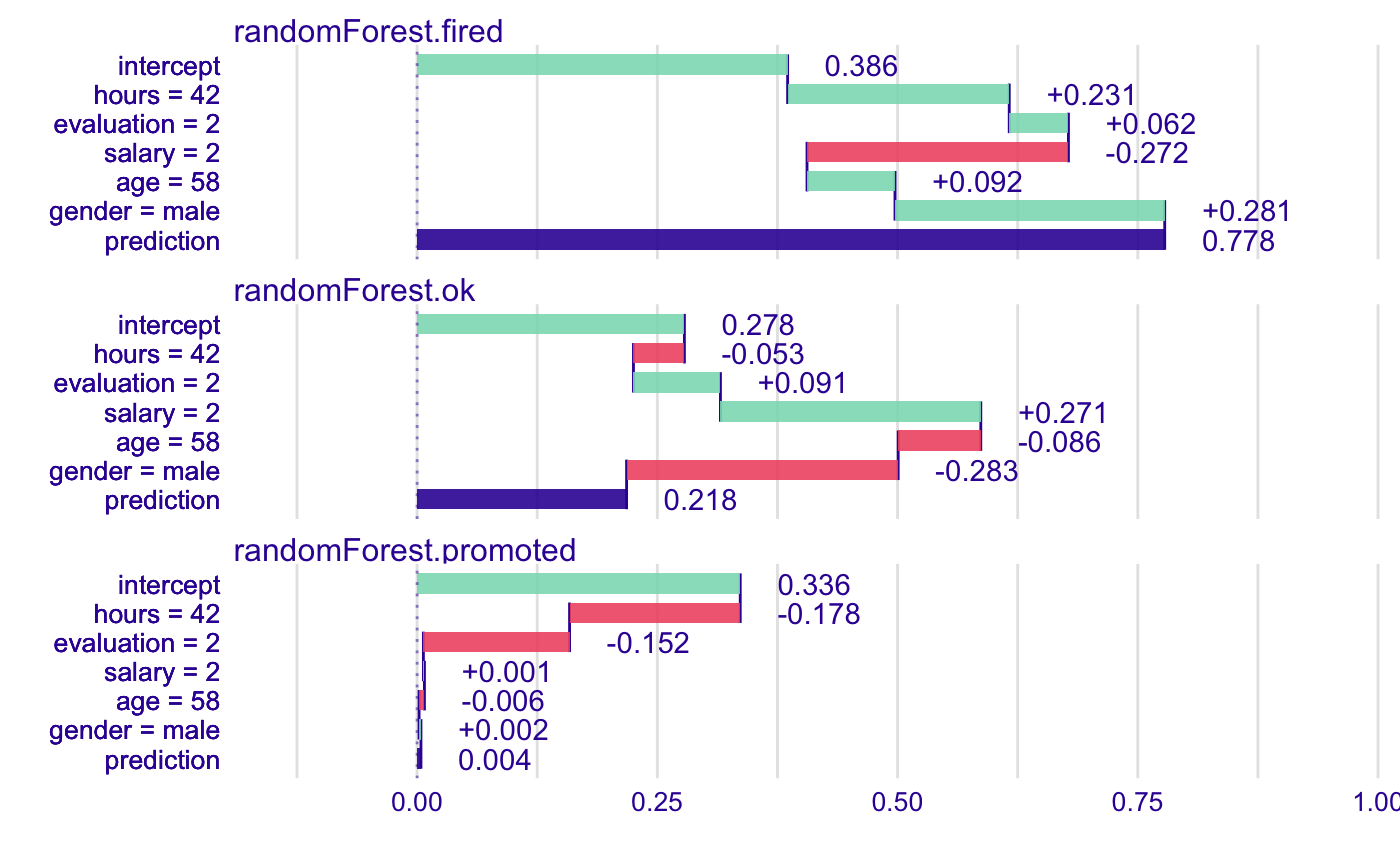 randomForest.fired
intercept 0.386
hours = 42 +0.231
evaluation = 2 +0.062
salary = 2 -0.272
age = 58 +0.092
gender = male +0.281
prediction 0.778
randomForest.ok
intercept 0.278
hours = 42 -0.053
evaluation = 2 +0.091
salary = 2 +0.271
age = 58 -0.086
gender = male -0.283
prediction 0.218
randomForest.promoted
intercept 0.336
hours = 42 -0.178
evaluation = 2 -0.152
salary = 2 +0.001
age = 58 -0.006
gender = male +0.002
prediction 0.004
0.00 0.25 0.50 0.75 1.00